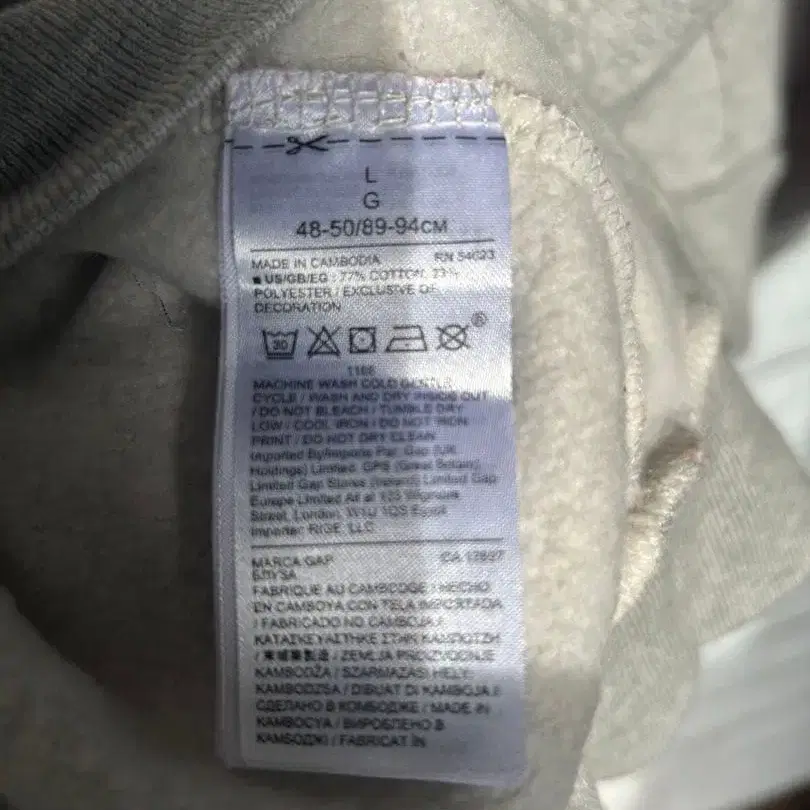 L
G
48-50/89-94CM
MADE IN CAMBODIA RN 54023
■ US/GB/EG : 77% COTTON, 23%
POLYESTER / EXCLUSIVE OF
DECORATION
30
®
MACHINE WASH COLD GENTLE
CYCLE / WASH AND DRY INSIDE OUT
/ DO NOT BLEACH / TUMBLE DRY
LOW / COOL IRON / DO NOT IRON
PRINT / DO NOT DRY CLEAN
Imported By/Importe Par: Gap (UK
Holdings) Limited, GPS (Great Britain)
Limited Gap Stores (Ireland) Limited Gap
Europe Limited All at 123 Wigmore
Street, London, W1U 1QS Egypt
Importer: RISE, LLC
MARCA GAP CA 17627
БЛУЗА
FABRIQUE AU CAMBODGE / HECHO
EN CAMBOYA CON TELA IMPORTADA
/ FABRICADO NO CAMBOJA /
ΚΑΤΑΣΚΕΥΑΣΤΗΚΕ ΣΤΗΝ ΚΑΜΠΟΤΖΗ
/ 柬埔寨製造 / ZEMLJA PROIZVODNJE
KAMBODŽA / SZÁRMAZÁSI HELY:
KAMBODZSA / DIBUAT DI KAMBOJA /
СДЕЛАНО В КОМБОДЖЕ / MADE IN
KAMBOÇYA / ВИРОБЛЕНО В
КАМБОДЖІ / FABRICAT ÎN